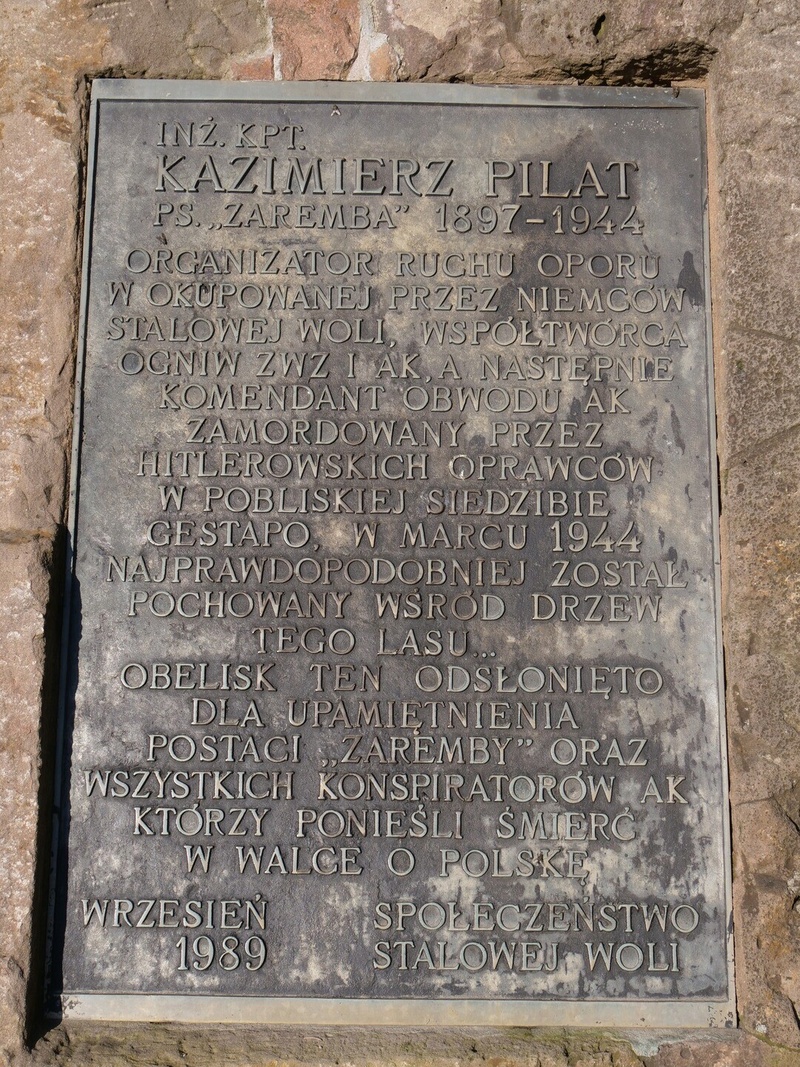 INŻ. KPT.
KAZIMIERZ PILAT
PS. „ZAREMBA” 1897–1944
ORGANIZATOR RUCHU OPORU
W OKUPOWANEJ PRZEZ NIEMCÓW
STALOWEJ WOLI, WSPÓŁTWÓRCA
OGNIW ZWZ I AK, A NASTĘPNIE
KOMENDANT OBWODU AK
ZAMORDOWANY PRZEZ
HITLEROWSKICH OPRAWCÓW
W POBLISKIEJ SIEDZIBIE
GESTAPO, W MARCU 1944
NAJPRAWDOPODOBNIEJ ZOSTAŁ
POCHOWANY WŚRÓD DRZEW
TEGO LASU...
OBELISK TEN ODSŁONIĘTO
DLA UPAMIĘTNIENIA
POSTACI „ZAREMBY” ORAZ
WSZYSTKICH KONSPIRATORÓW AK
KTÓRZY PONIEŚLI ŚMIERĆ
W WALCE O POLSKĘ
WRZESIEŃ SPOŁECZEŃSTWO
1989 STALOWEJ WOLI